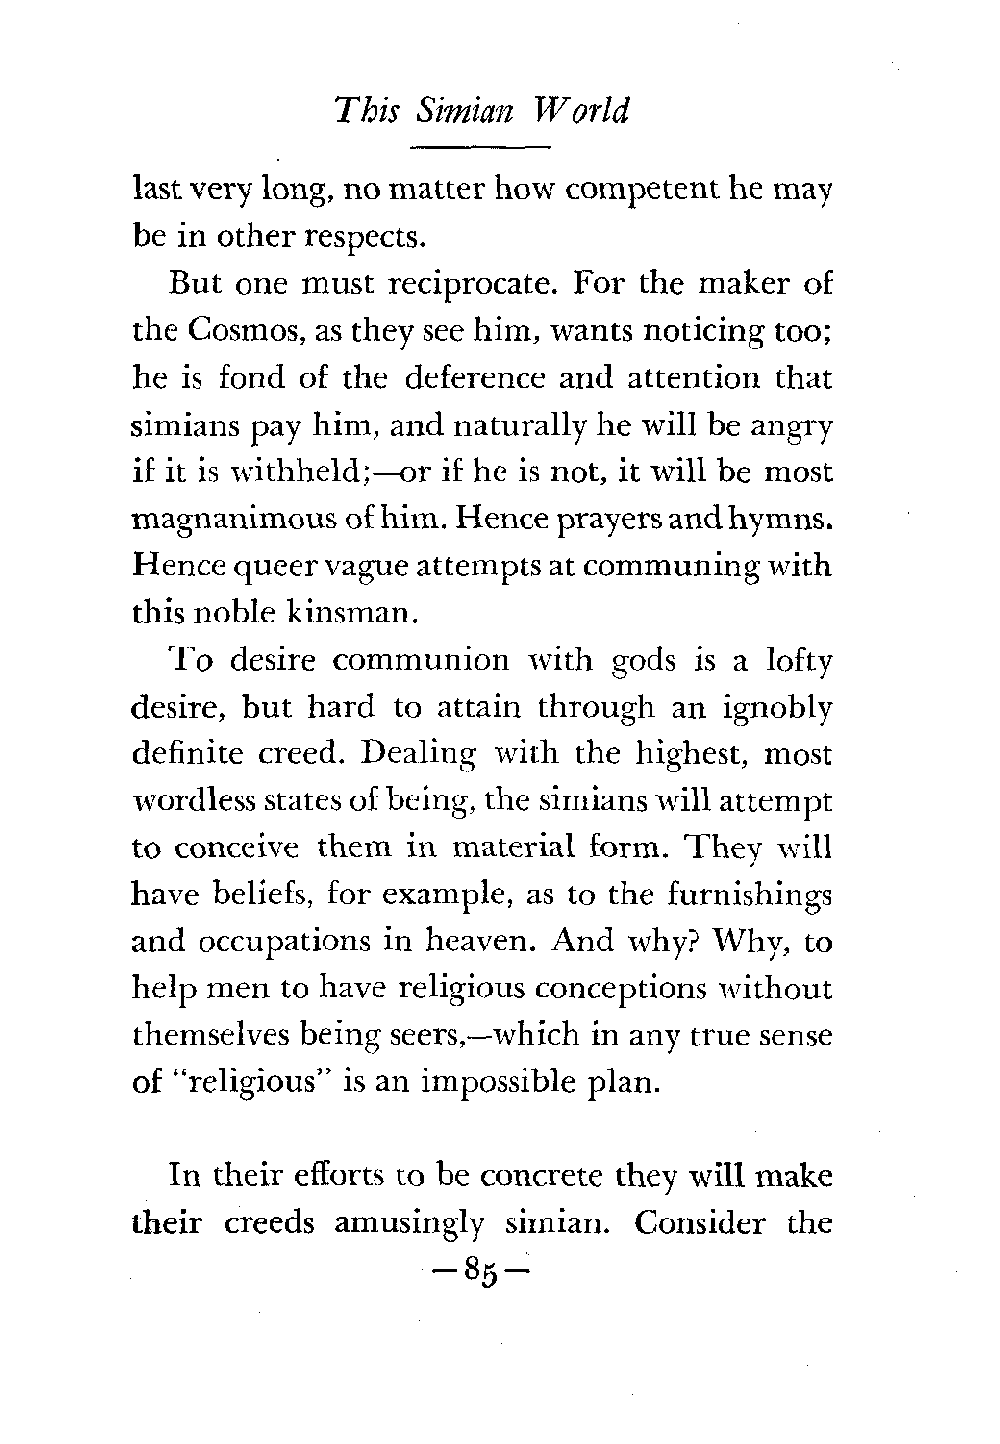 This Simian World
last very long, no matter how competent he may
be in other respects.
But one must reciprocate. For the maker of
the Cosmos, as they see him, wants noticing too;
he is fond of the deference and attention that
simians pay him, and naturally he will be angry
if it is withheld;—or if he is not, it will be most
magnanimous of him. Hence prayers and hymns.
Hence queer vague attempts at communing with
this noble kinsman.
To desire communion with gods is a lofty
desire, but hard to attain through an ignobly
definite creed. Dealing with the highest, most
wordless states of being, the simians will attempt
to conceive them in material form. They will
have beliefs, for example, as to the furnishings
and occupations in heaven. And why? Why, to
help men to have religious conceptions without
themselves being seers,—which in any true sense
of “religious” is an impossible plan.
In their efforts to be concrete they will make
their creeds amusingly simian. Consider the
—85—